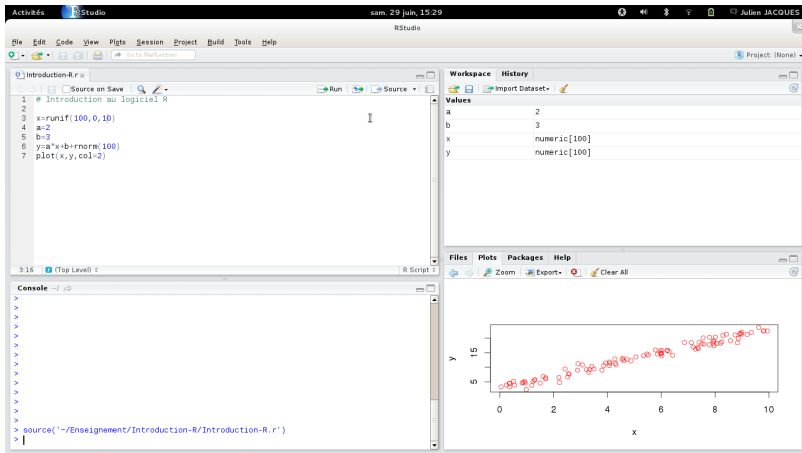 Activités RStudio sam. 29 juin, 15:29 Julien JACQUES
RStudio
File Edit Code View Plots Session Project Build Tools Help
Go to file/function Project: (None)
Introduction-R.r
Source on Save Run Source
1 # Introduction au logiciel R
2
3 x=runif(100,0,10)
4 a=2
5 b=3
6 y=a*x+b+rnorm(100)
7 plot(x,y,col=2)
3:16 (Top Level) R Script
Console ~/
>
>
>
>
>
>
>
>
>
>
>
>
>
>
> source('~/Enseignement/Introduction-R/Introduction-R.r')
>
Workspace History
Import Dataset
Values
a 2
b 3
x numeric[100]
y numeric[100]
Files Plots Packages Help
Zoom Export Clear All
y
15
5
0 2 4 6 8 10
x